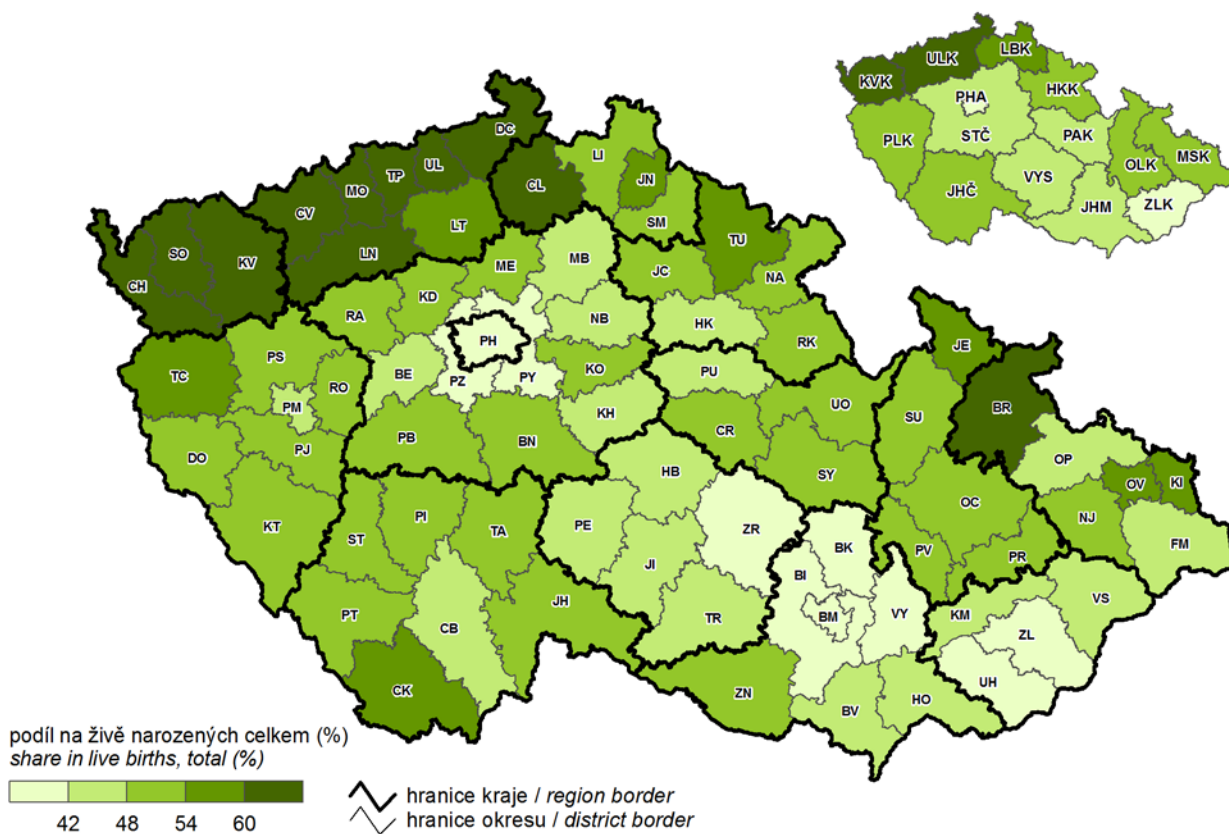 ULK
LBK
KVK
HKK
PHA
STČ
PLK
PAK
MSK
OLK
VYS
JHČ
JHM
ZLK
DC
UL
TP
LI
MO
CL
JN
CV
LT
SM
SO
TU
KV
LN
CH
ME
MB
JC
NA
KD
RA
NB
HK
PH
RK
JE
PS
TC
BE
KO
PZ
PY
PU
RO
PM
KH
UO
SU
BR
PB
BN
CR
PJ
DO
OP
HB
SY
OV
KI
OC
KT
PI
TA
NJ
ST
PE
ZR
BK
FM
PR
PV
JI
BI
VS
JH
BM
VY
KM
PT
CB
TR
ZL
UH
CK
ZN
HO
BV
podíl na živě narozených celkem (%)
share in live births, total (%)
42 48 54 60
hranice kraje / region border
hranice okresu / district border